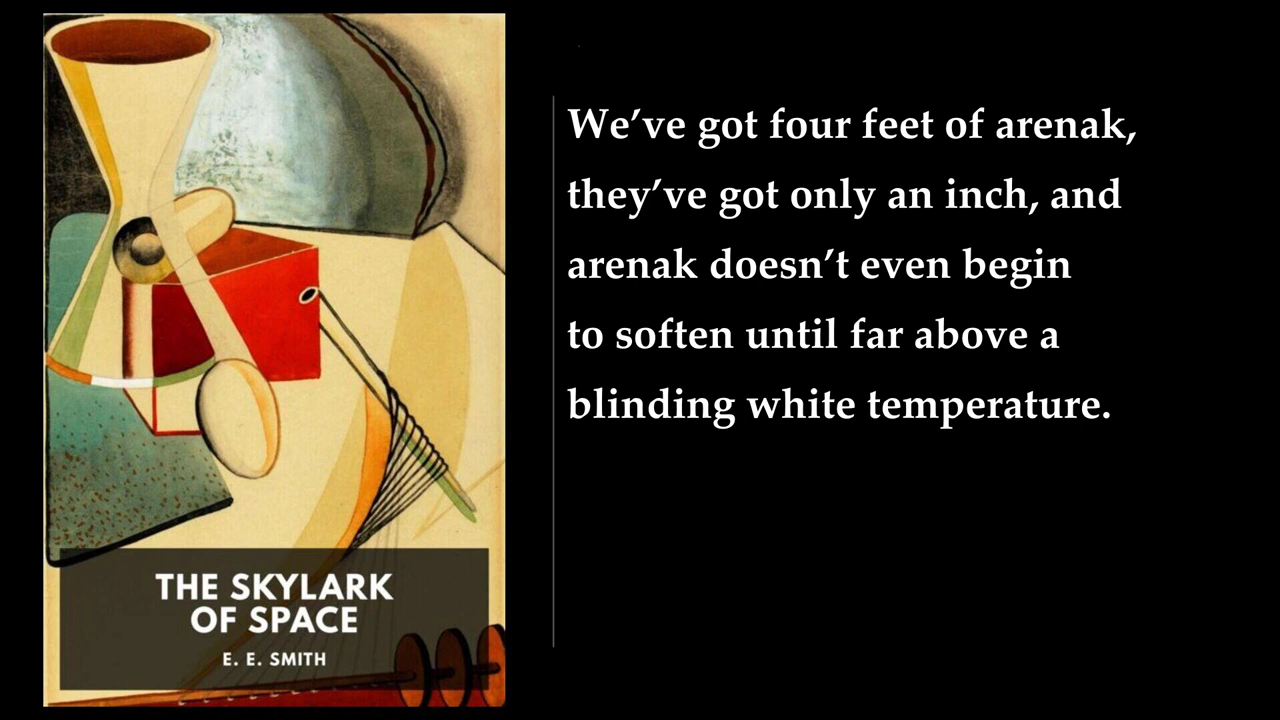 We’ve got four feet of arenak,
they’ve got only an inch, and
arenak doesn’t even begin
to soften until far above a
blinding white temperature.
THE SKYLARK
OF SPACE
E. E. SMITH